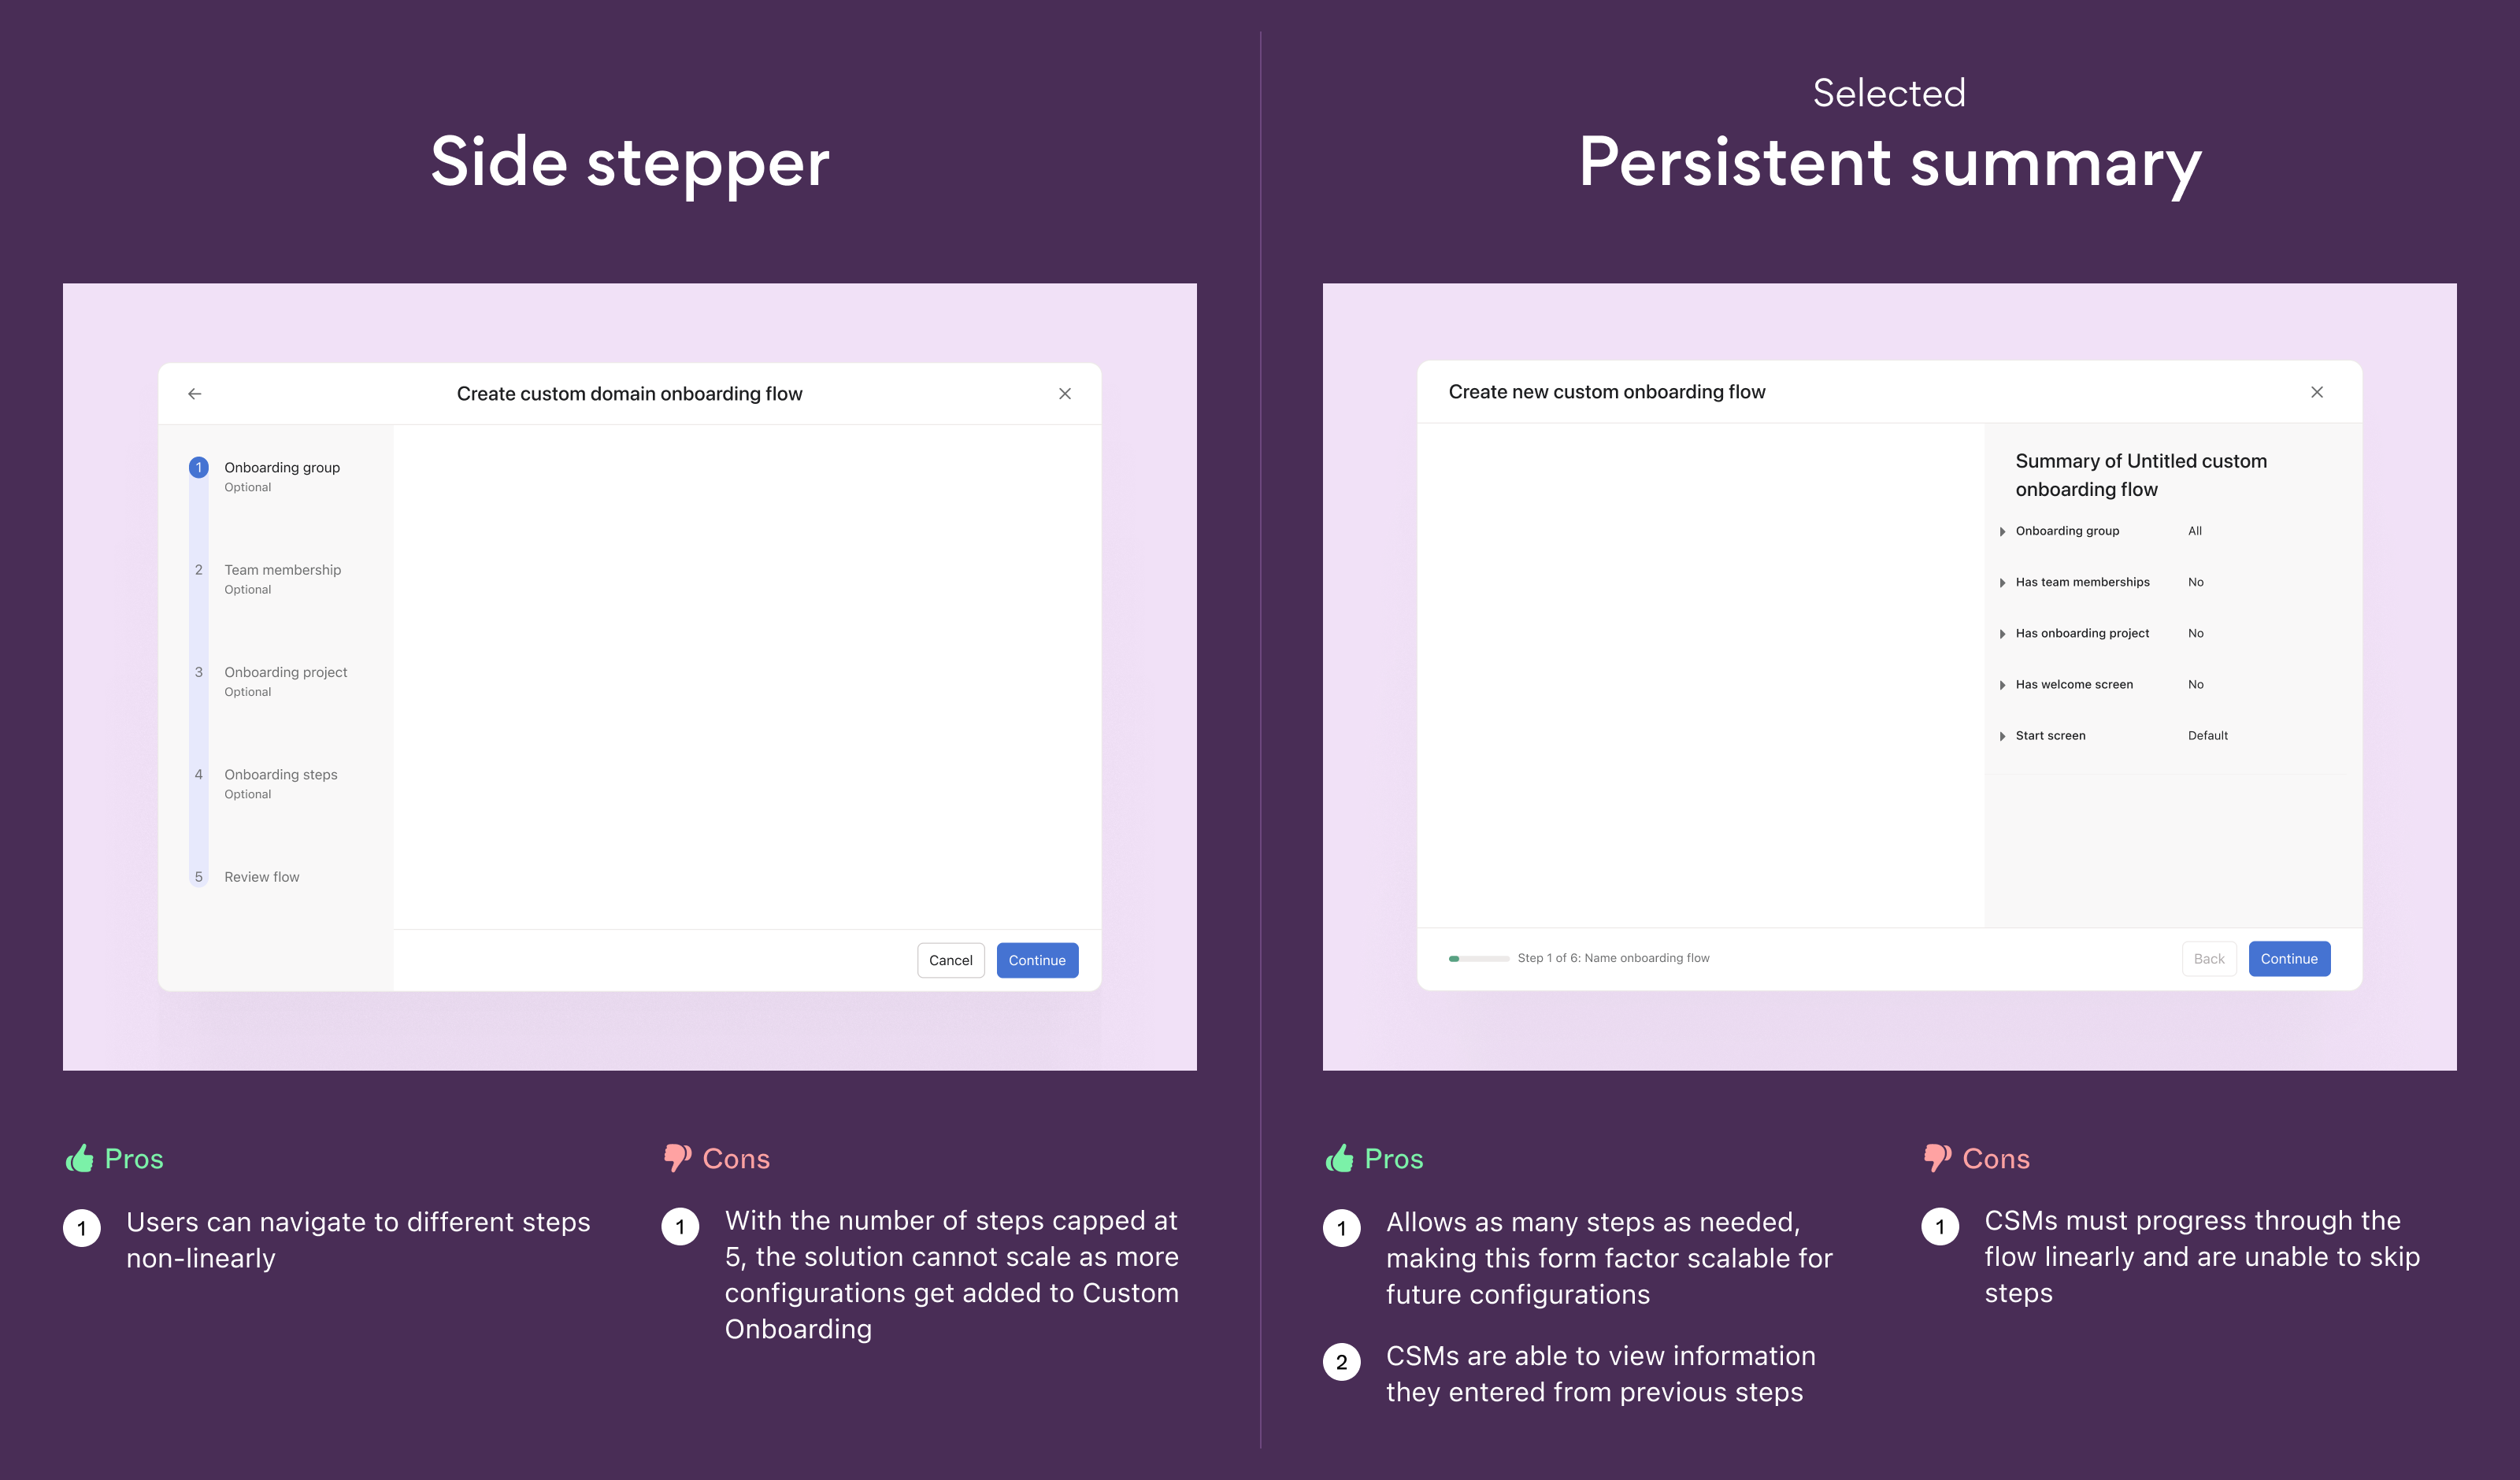 Side stepper
Create custom domain onboarding flow
1 Onboarding group
Optional
2 Team membership
Optional
3 Onboarding project
Optional
4 Onboarding steps
Optional
5 Review flow
Cancel Continue
Pros
1 Users can navigate to different steps
non-linearly
Cons
1 With the number of steps capped at
5, the solution cannot scale as more
configurations get added to Custom
Onboarding
Selected
Persistent summary
Create new custom onboarding flow
Summary of Untitled custom
onboarding flow
Onboarding group All
Has team memberships No
Has onboarding project No
Has welcome screen No
Start screen Default
Step 1 of 6: Name onboarding flow
Back Continue
Pros
1 Allows as many steps as needed,
making this form factor scalable for
future configurations
2 CSMs are able to view information
they entered from previous steps
Cons
1 CSMs must progress through the
flow linearly and are unable to skip
steps